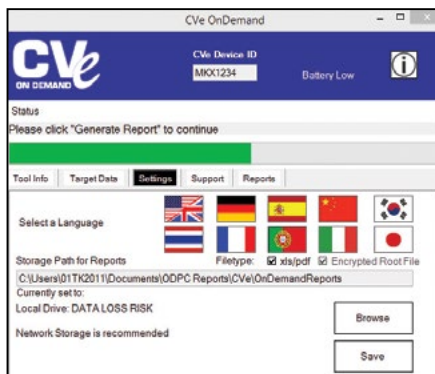 CVe OnDemand
CVe
ON DEMAND
CVe Device ID
MKX1234
Battery Low
i
Status
Please click "Generate Report" to continue
Tool Info Target Data Settings Support Reports
Select a Language
Storage Path for Reports Filetype: xls/pdf Encrypted Root File
C:\Users\01TK2011\Documents\ODPC Reports\CVe\OnDemandReports
Currently set to:
Local Drive: DATA LOSS RISK
Browse
Network Storage is recommended
Save